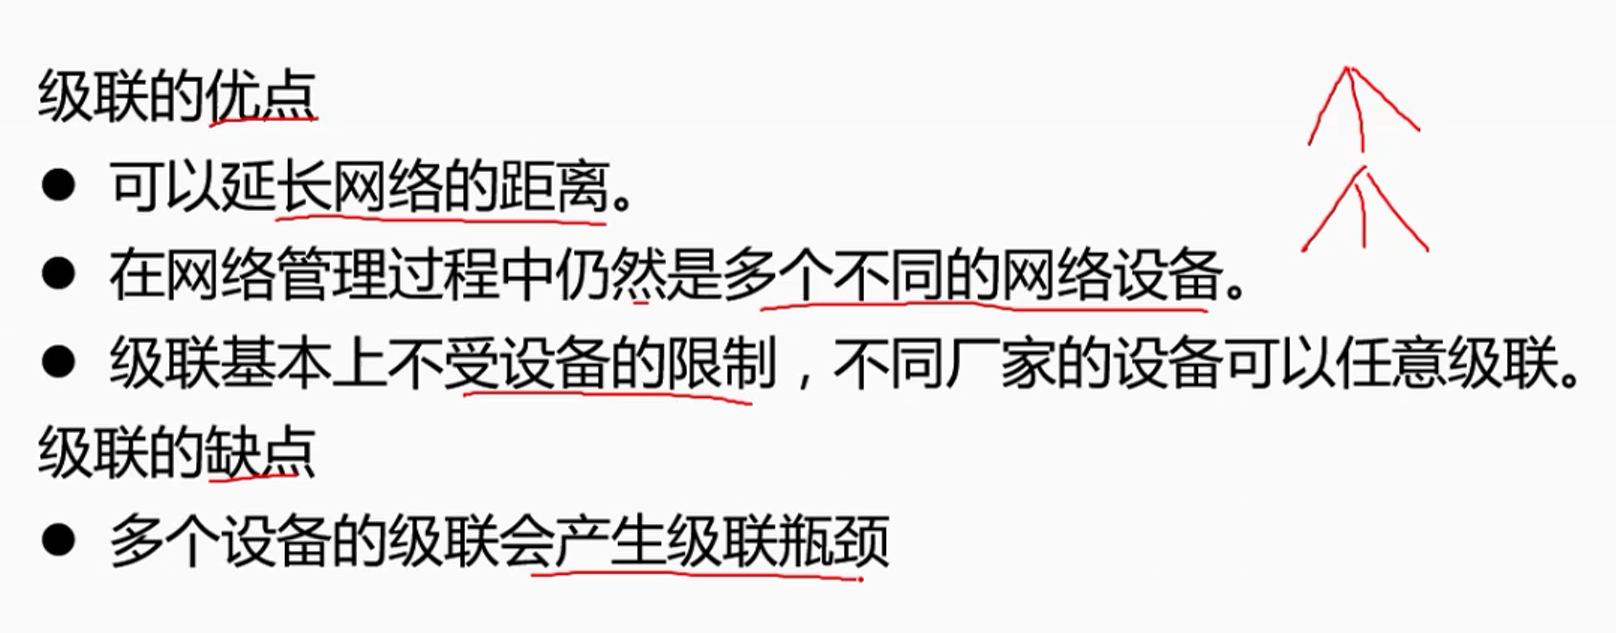 级联的优点
● 可以延长网络的距离。
● 在网络管理过程中仍然是多个不同的网络设备。
● 级联基本上不受设备的限制，不同厂家的设备可以任意级联。
级联的缺点
● 多个设备的级联会产生级联瓶颈